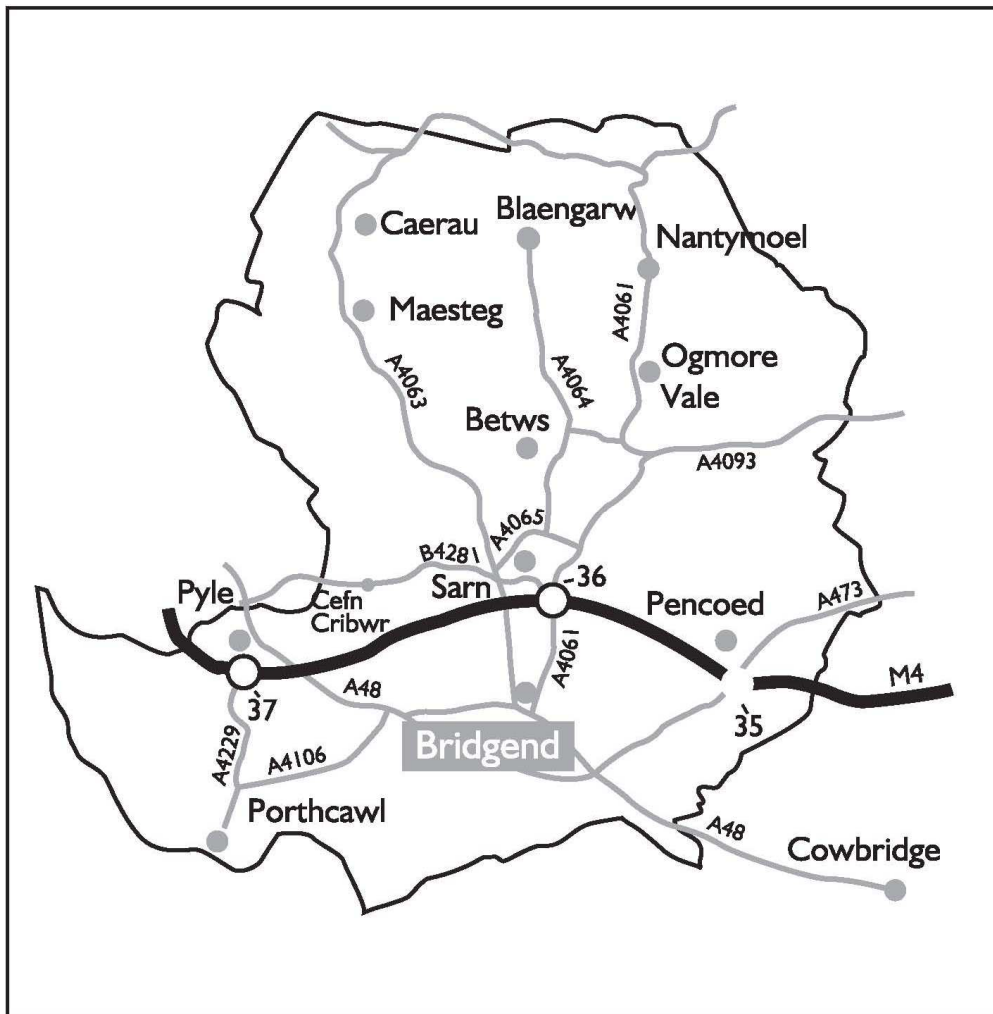 Blaengarw
Caerau
Nantymoel
A4061
Maesteg
Ogmore
Vale
A4063
A4064
Betws
A4093
A4065
B4281
36
Pyle
Sarn
Cefn
Cribwr
Pencoed
A473
A4061
M4
A48
37
35
Bridgend
A4229
A4106
Porthcawl
A48
Cowbridge